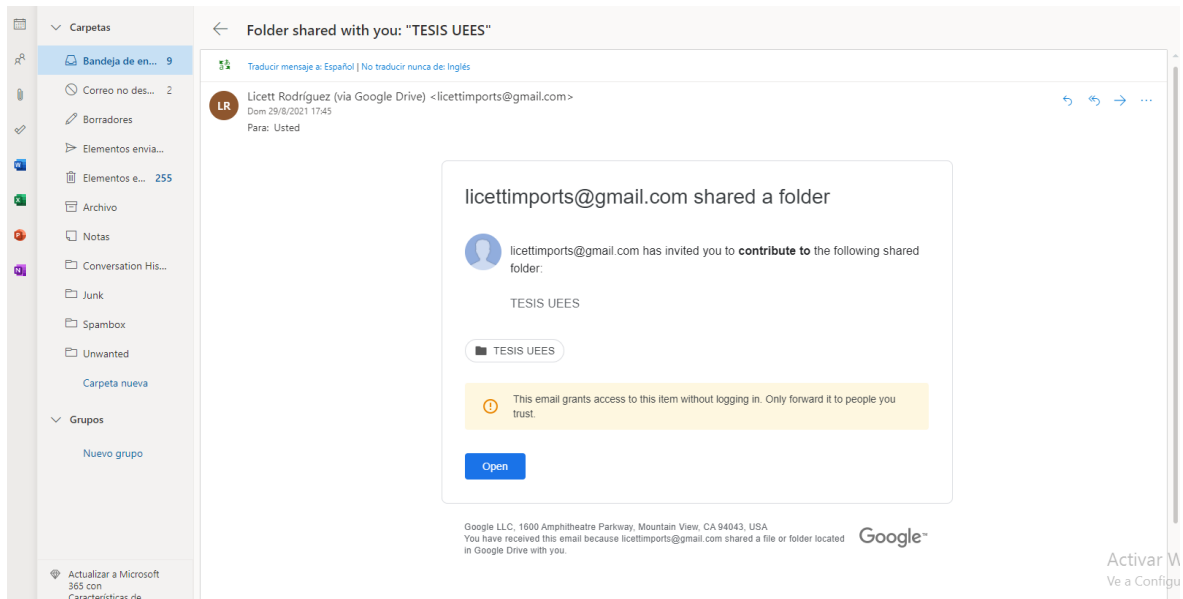 Carpetas
Bandeja de en... 9
Correo no des... 2
Borradores
Elementos envia...
Elementos e... 255
Archivo
Notas
Conversation His...
Junk
Spambox
Unwanted
Carpeta nueva
Grupos
Nuevo grupo
Actualizar a Microsoft
365 con
Características de
Folder shared with you: "TESIS UEES"
Traducir mensaje a: Español | No traducir nunca de: Inglés
LR
Licett Rodríguez (via Google Drive) <licettimports@gmail.com>
Dom 29/8/2021 17:45
Para: Usted
licettimports@gmail.com shared a folder
licettimports@gmail.com has invited you to contribute to the following shared
folder:
TESIS UEES
TESIS UEES
This email grants access to this item without logging in. Only forward it to people you
trust.
Open
Google LLC, 1600 Amphitheatre Parkway, Mountain View, CA 94043, USA
You have received this email because licettimports@gmail.com shared a file or folder located
in Google Drive with you.
Google™
Activar W
Ve a Configu